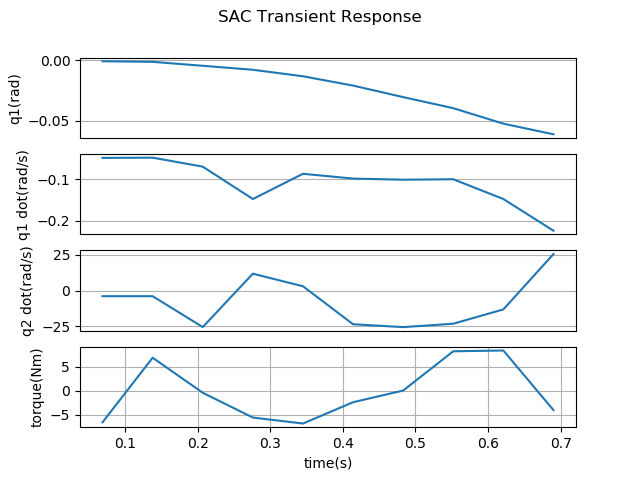 SAC Transient Response
q1(rad)
0.00
−0.05
q1 dot(rad/s)
−0.1
−0.2
q2 dot(rad/s)
25
0
−25
torque(Nm)
5
0
−5
0.1 0.2 0.3 0.4 0.5 0.6 0.7
time(s)